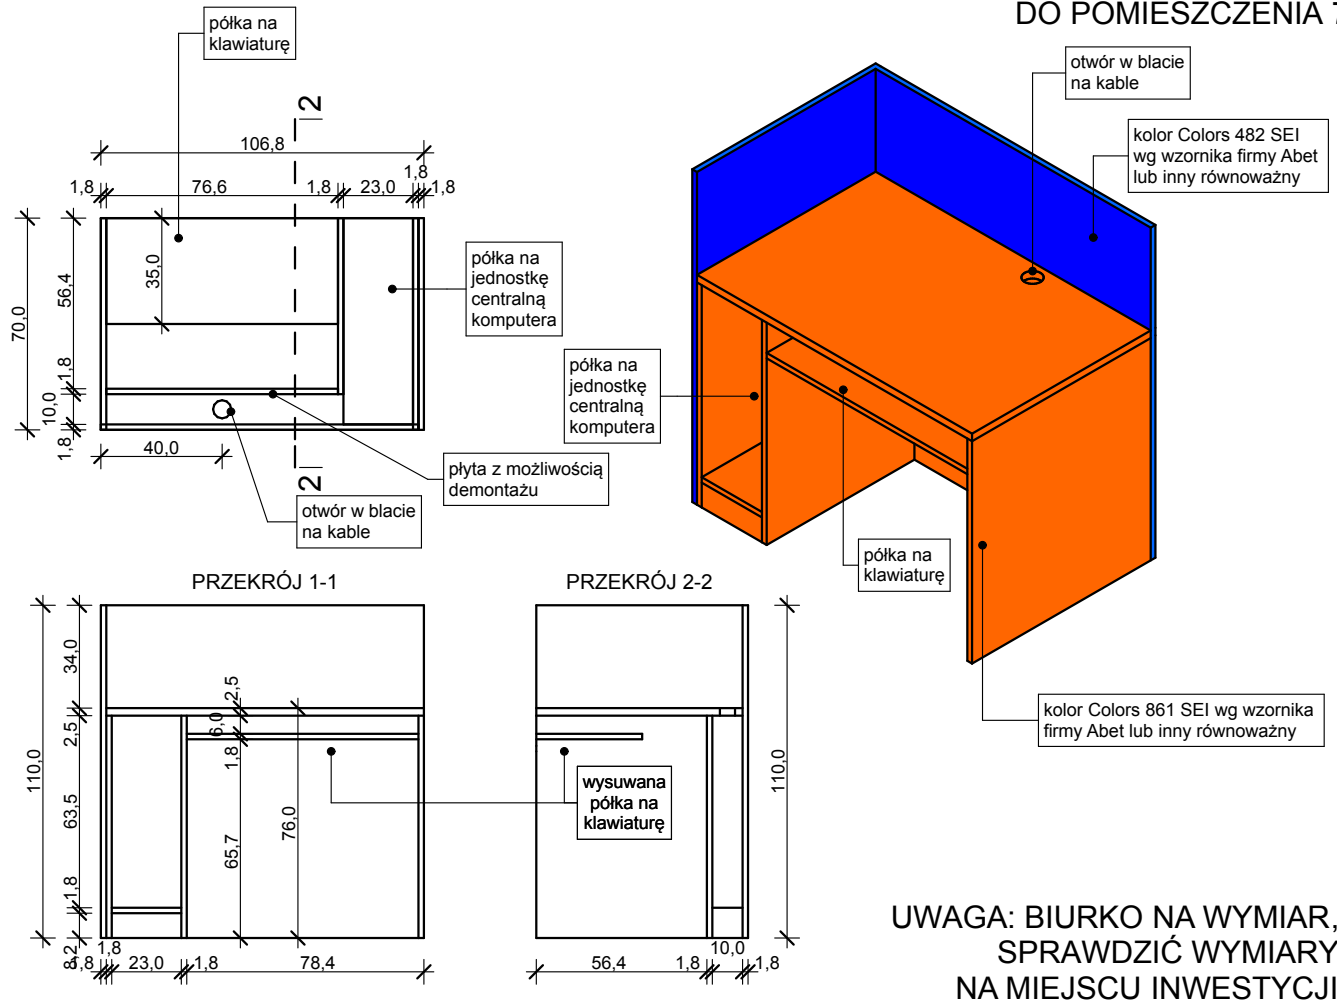 DO POMIESZCZENIA 7
półka na
klawiaturę
2
106,8
1,8
76,6
1,8
23,0
1,8
1,8
70,0
56,4
35,0
1,8
10,0
1,8
40,0
2
półka na
jednostkę
centralną
komputera
płyta z możliwością
demontażu
otwór w blacie
na kable
otwór w blacie
na kable
kolor Colors 482 SEI
wg wzornika firmy Abet
lub inny równoważny
półka na
jednostkę
centralną
komputera
półka na
klawiaturę
kolor Colors 861 SEI wg wzornika
firmy Abet lub inny równoważny
PRZEKRÓJ 1-1
110,0
34,0
2,5
63,5
1,8
8,2
2,5
6,0
1,8
65,7
76,0
1,8
1,8
23,0
1,8
78,4
wysuwana
półka na
klawiaturę
PRZEKRÓJ 2-2
110,0
56,4
1,8
10,0
1,8
UWAGA: BIURKO NA WYMIAR,
SPRAWDZIĆ WYMIARY
NA MIEJSCU INWESTYCJI